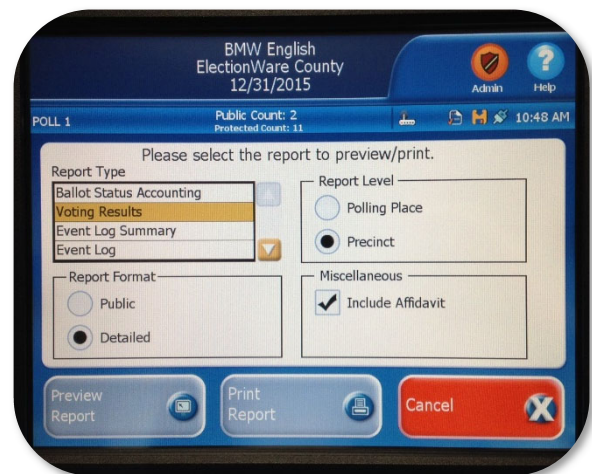 BMW English
ElectionWare County
12/31/2015
Admin
Help
POLL 1
Public Count: 2
Protected Count: 11
10:48 AM
Please select the report to preview/print.
Report Type
Ballot Status Accounting
Voting Results
Event Log Summary
Event Log
Report Level
Polling Place
Precinct
Report Format
Public
Detailed
Miscellaneous
Include Affidavit
Preview
Report
Print
Report
Cancel